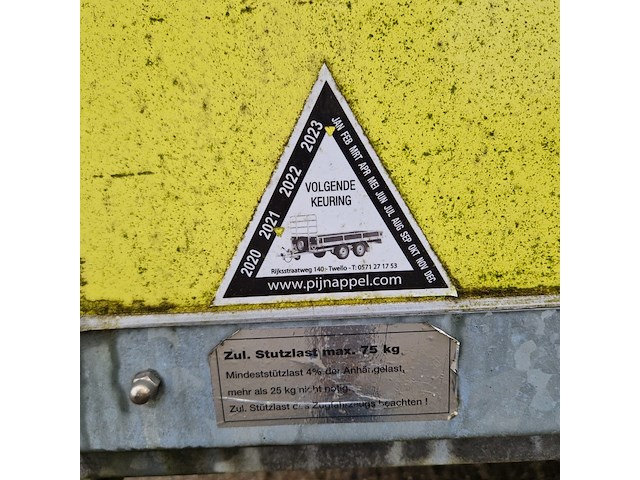 2020 2021 2022 2023
JAN FEB MRT APR MEI JUN JUL AUG SEP OKT NOV DEC
VOLGENDE
KEURING
Rijksstraatweg 140 - Twello - T: 0571 27 17 53
www.pijnappel.com
Zul. Stutzlast max. 75 kg
Mindeststützlast 4% der Anhängelast,
mehr als 25 kg nicht nötig
Zul. Stützlast des Zugfahrzeugs beachten !